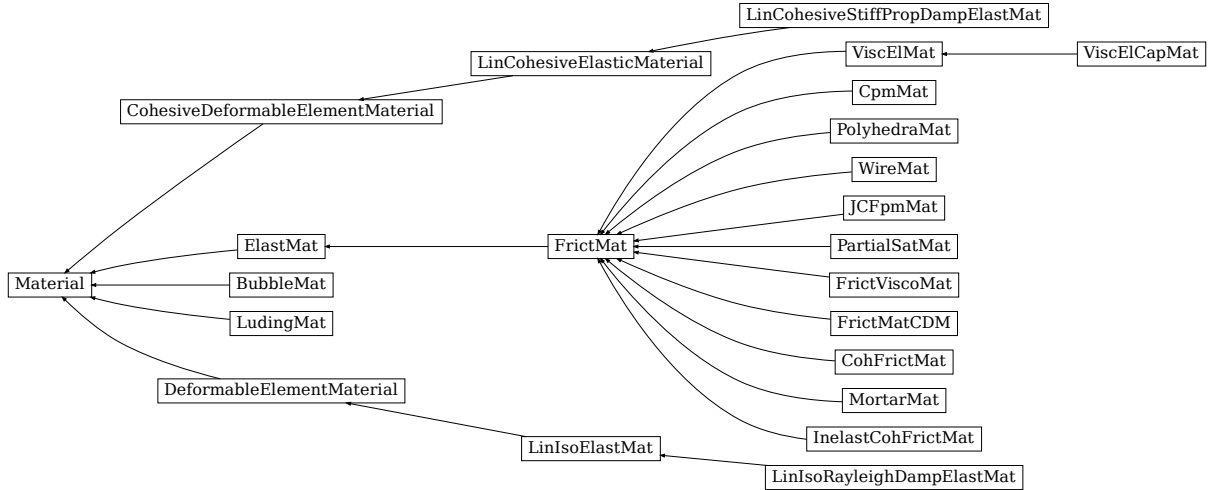 LinCohesiveStiffPropDampElastMat
ViscElMat
ViscElCapMat
LinCohesiveElasticMaterial
CpmMat
CohesiveDeformableElementMaterial
PolyhedraMat
WireMat
JCFpmMat
ElastMat
FrictMat
PartialSatMat
Material
BubbleMat
FrictViscoMat
LudingMat
FrictMatCDM
CohFrictMat
DeformableElementMaterial
MortarMat
InelastCohFrictMat
LinIsoElastMat
LinIsoRayleighDampElastMat